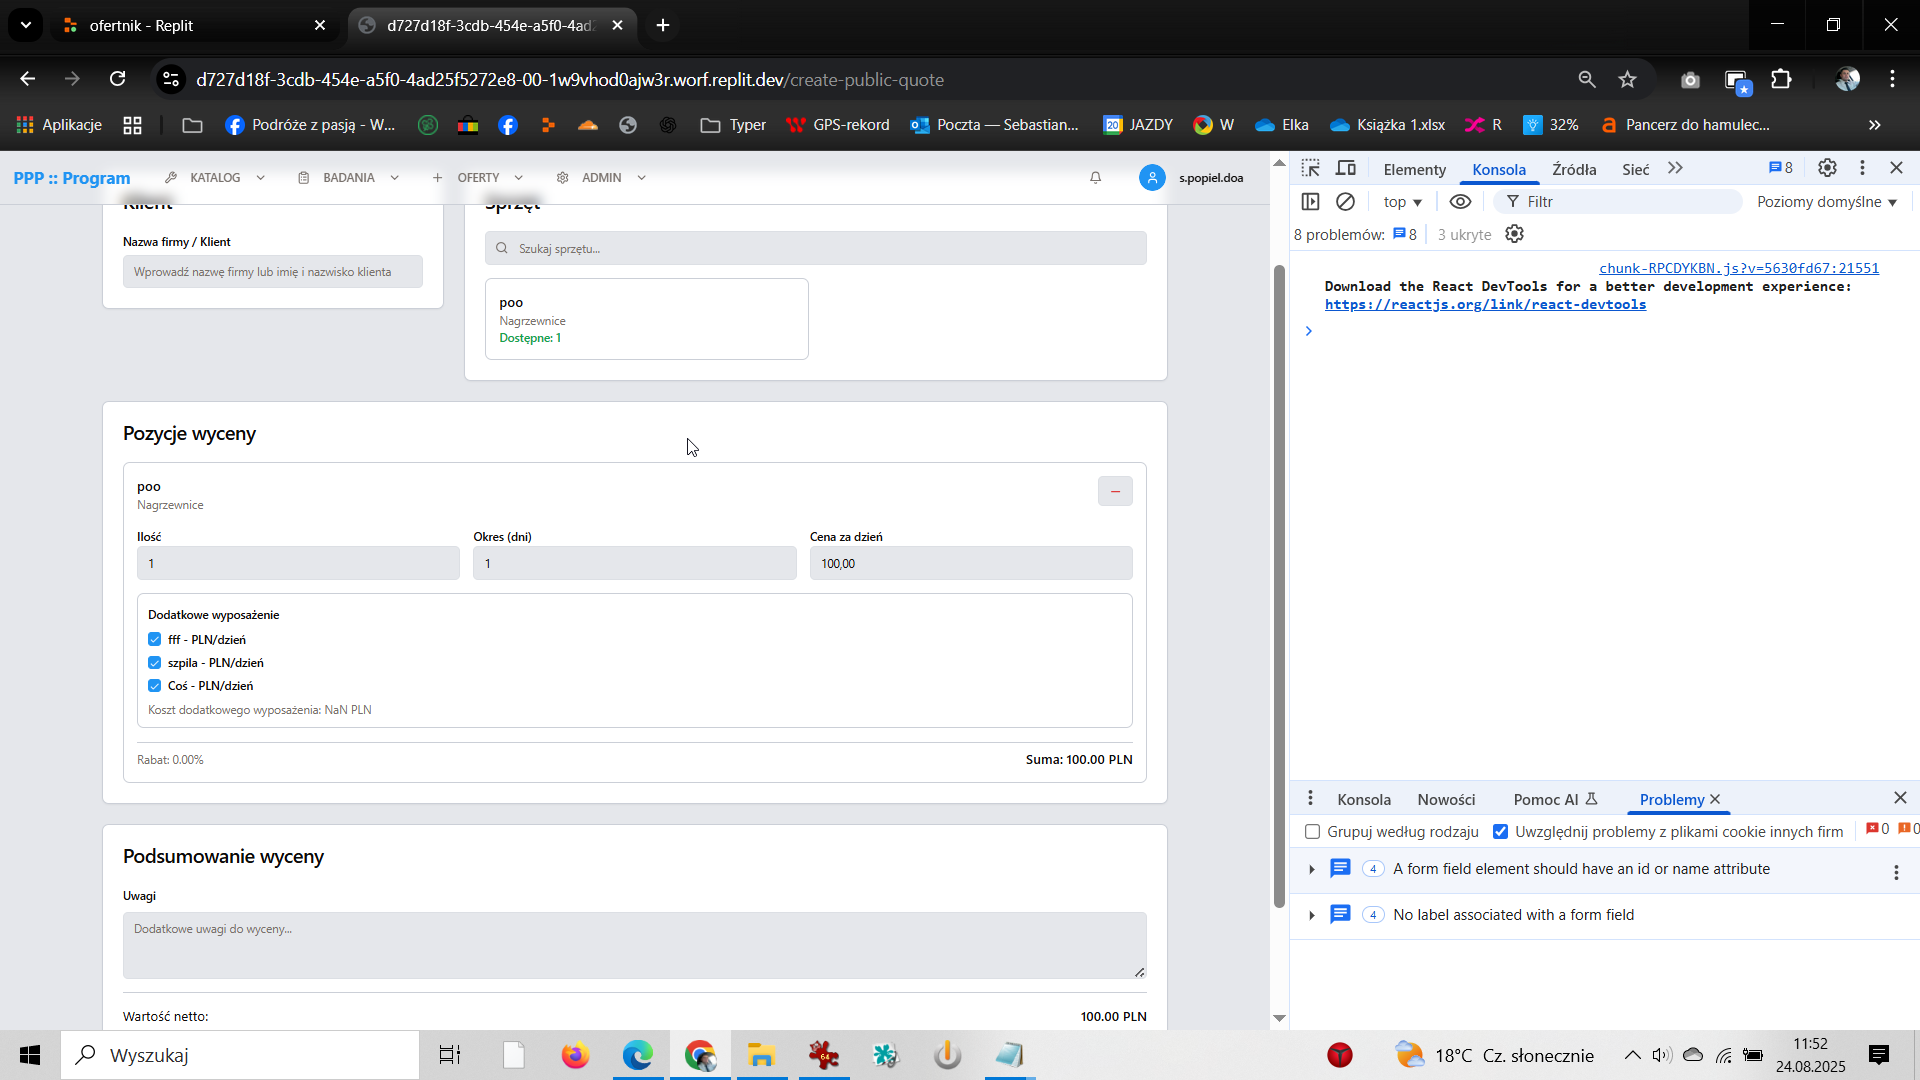 ofertnik - Replit
d727d18f-3cdb-454e-a5f0-4ad
d727d18f-3cdb-454e-a5f0-4ad25f5272e8-00-1w9vhod0ajw3r.worf.replit.dev/create-public-quote
Aplikacje
Podróże z pasją - W...
Typer
GPS-rekord
Poczta — Sebastian...
20 JAZDY
W
Elka
Książka 1.xlsx
R
32%
Pancerz do hamulec...
PPP :: Program
KATALOG
BADANIA
OFERTY
ADMIN
s.popiel.doa
Klient
Nazwa firmy / Klient
Wprowadź nazwę firmy lub imię i nazwisko klienta
Sprzęt
Szukaj sprzętu...
poo
Nagrzewnice
Dostępne: 1
Pozycje wyceny
poo
Nagrzewnice
Ilość
Okres (dni)
Cena za dzień
1
1
100,00
Dodatkowe wyposażenie
fff - PLN/dzień
szpila - PLN/dzień
Coś - PLN/dzień
Koszt dodatkowego wyposażenia: NaN PLN
Rabat: 0.00%
Suma: 100.00 PLN
Podsumowanie wyceny
Uwagi
Dodatkowe uwagi do wyceny...
Wartość netto:
100.00 PLN
Elementy
Konsola
Źródła
Sieć
8
top
Filtr
Poziomy domyślne
8 problemów: 8
3 ukryte
chunk-RPCDYKBN.js?v=5630fd67:21551
Download the React DevTools for a better development experience:
https://reactjs.org/link/react-devtools
Konsola
Nowości
Pomoc AI
Problemy
Grupuj według rodzaju
Uwzględnij problemy z plikami cookie innych firm
0
0
4 A form field element should have an id or name attribute
4 No label associated with a form field
Wyszukaj
64
18°C Cz. słonecznie
11:52
24.08.2025